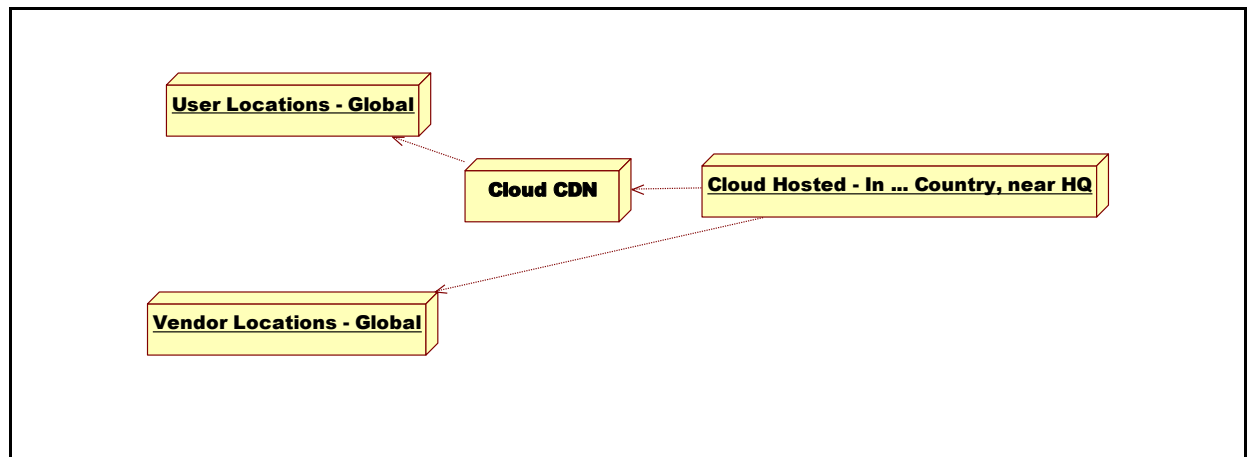 User Locations - Global
Cloud CDN
Cloud Hosted - In ... Country, near HQ
Vendor Locations - Global